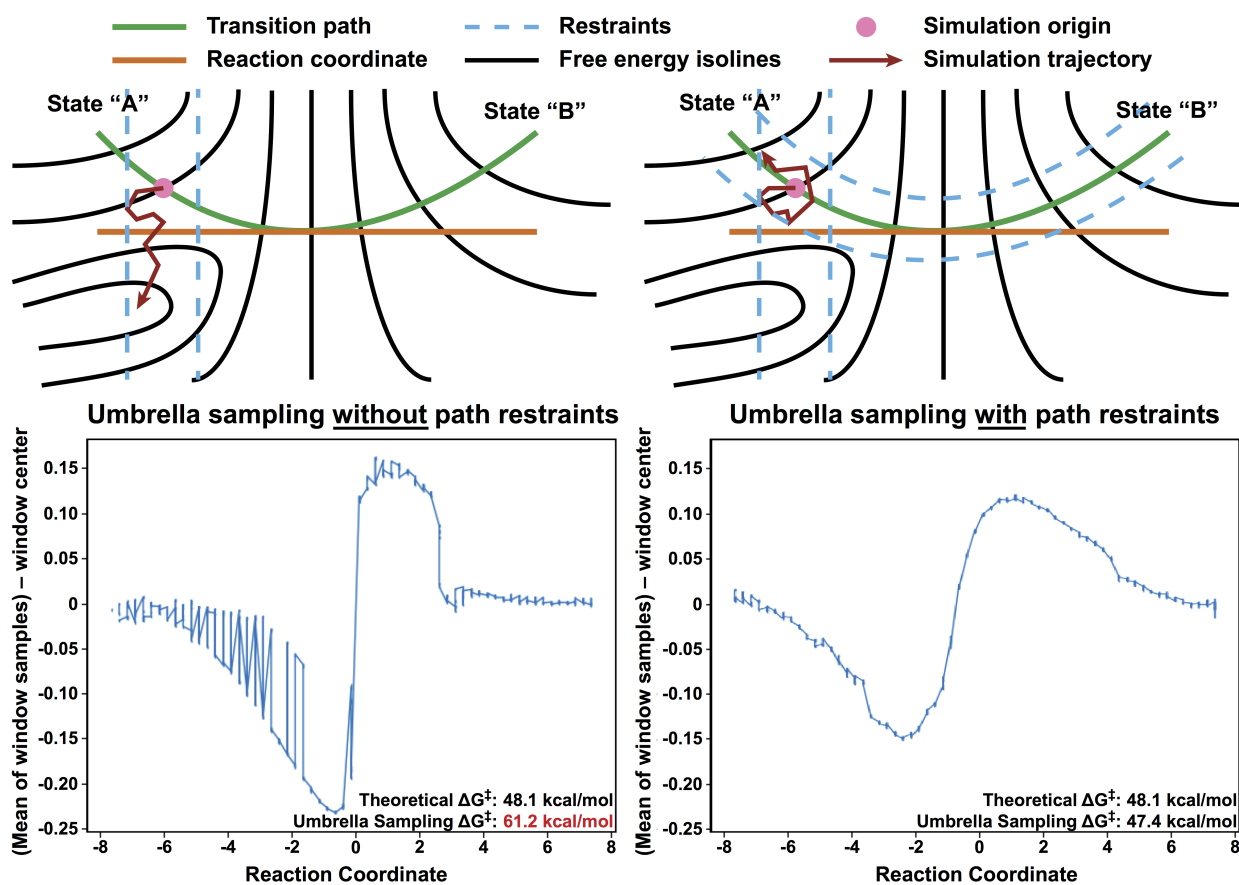 Transition path
Restraints
Simulation origin
Reaction coordinate
Free energy isolines
Simulation trajectory
State “A”
State “B”
State “A”
State “B”
Umbrella sampling without path restraints
(Mean of window samples) – window center
0.15
0.10
0.05
0
-0.05
-0.10
-0.15
-0.20
-0.25
Theoretical ΔG‡: 48.1 kcal/mol
Umbrella Sampling ΔG‡: 61.2 kcal/mol
-8 -6 -4 -2 0 2 4 6 8
Reaction Coordinate
Umbrella sampling with path restraints
(Mean of window samples) – window center
0.15
0.10
0.05
0
-0.05
-0.10
-0.15
-0.20
-0.25
Theoretical ΔG‡: 48.1 kcal/mol
Umbrella Sampling ΔG‡: 47.4 kcal/mol
-8 -6 -4 -2 0 2 4 6 8
Reaction Coordinate